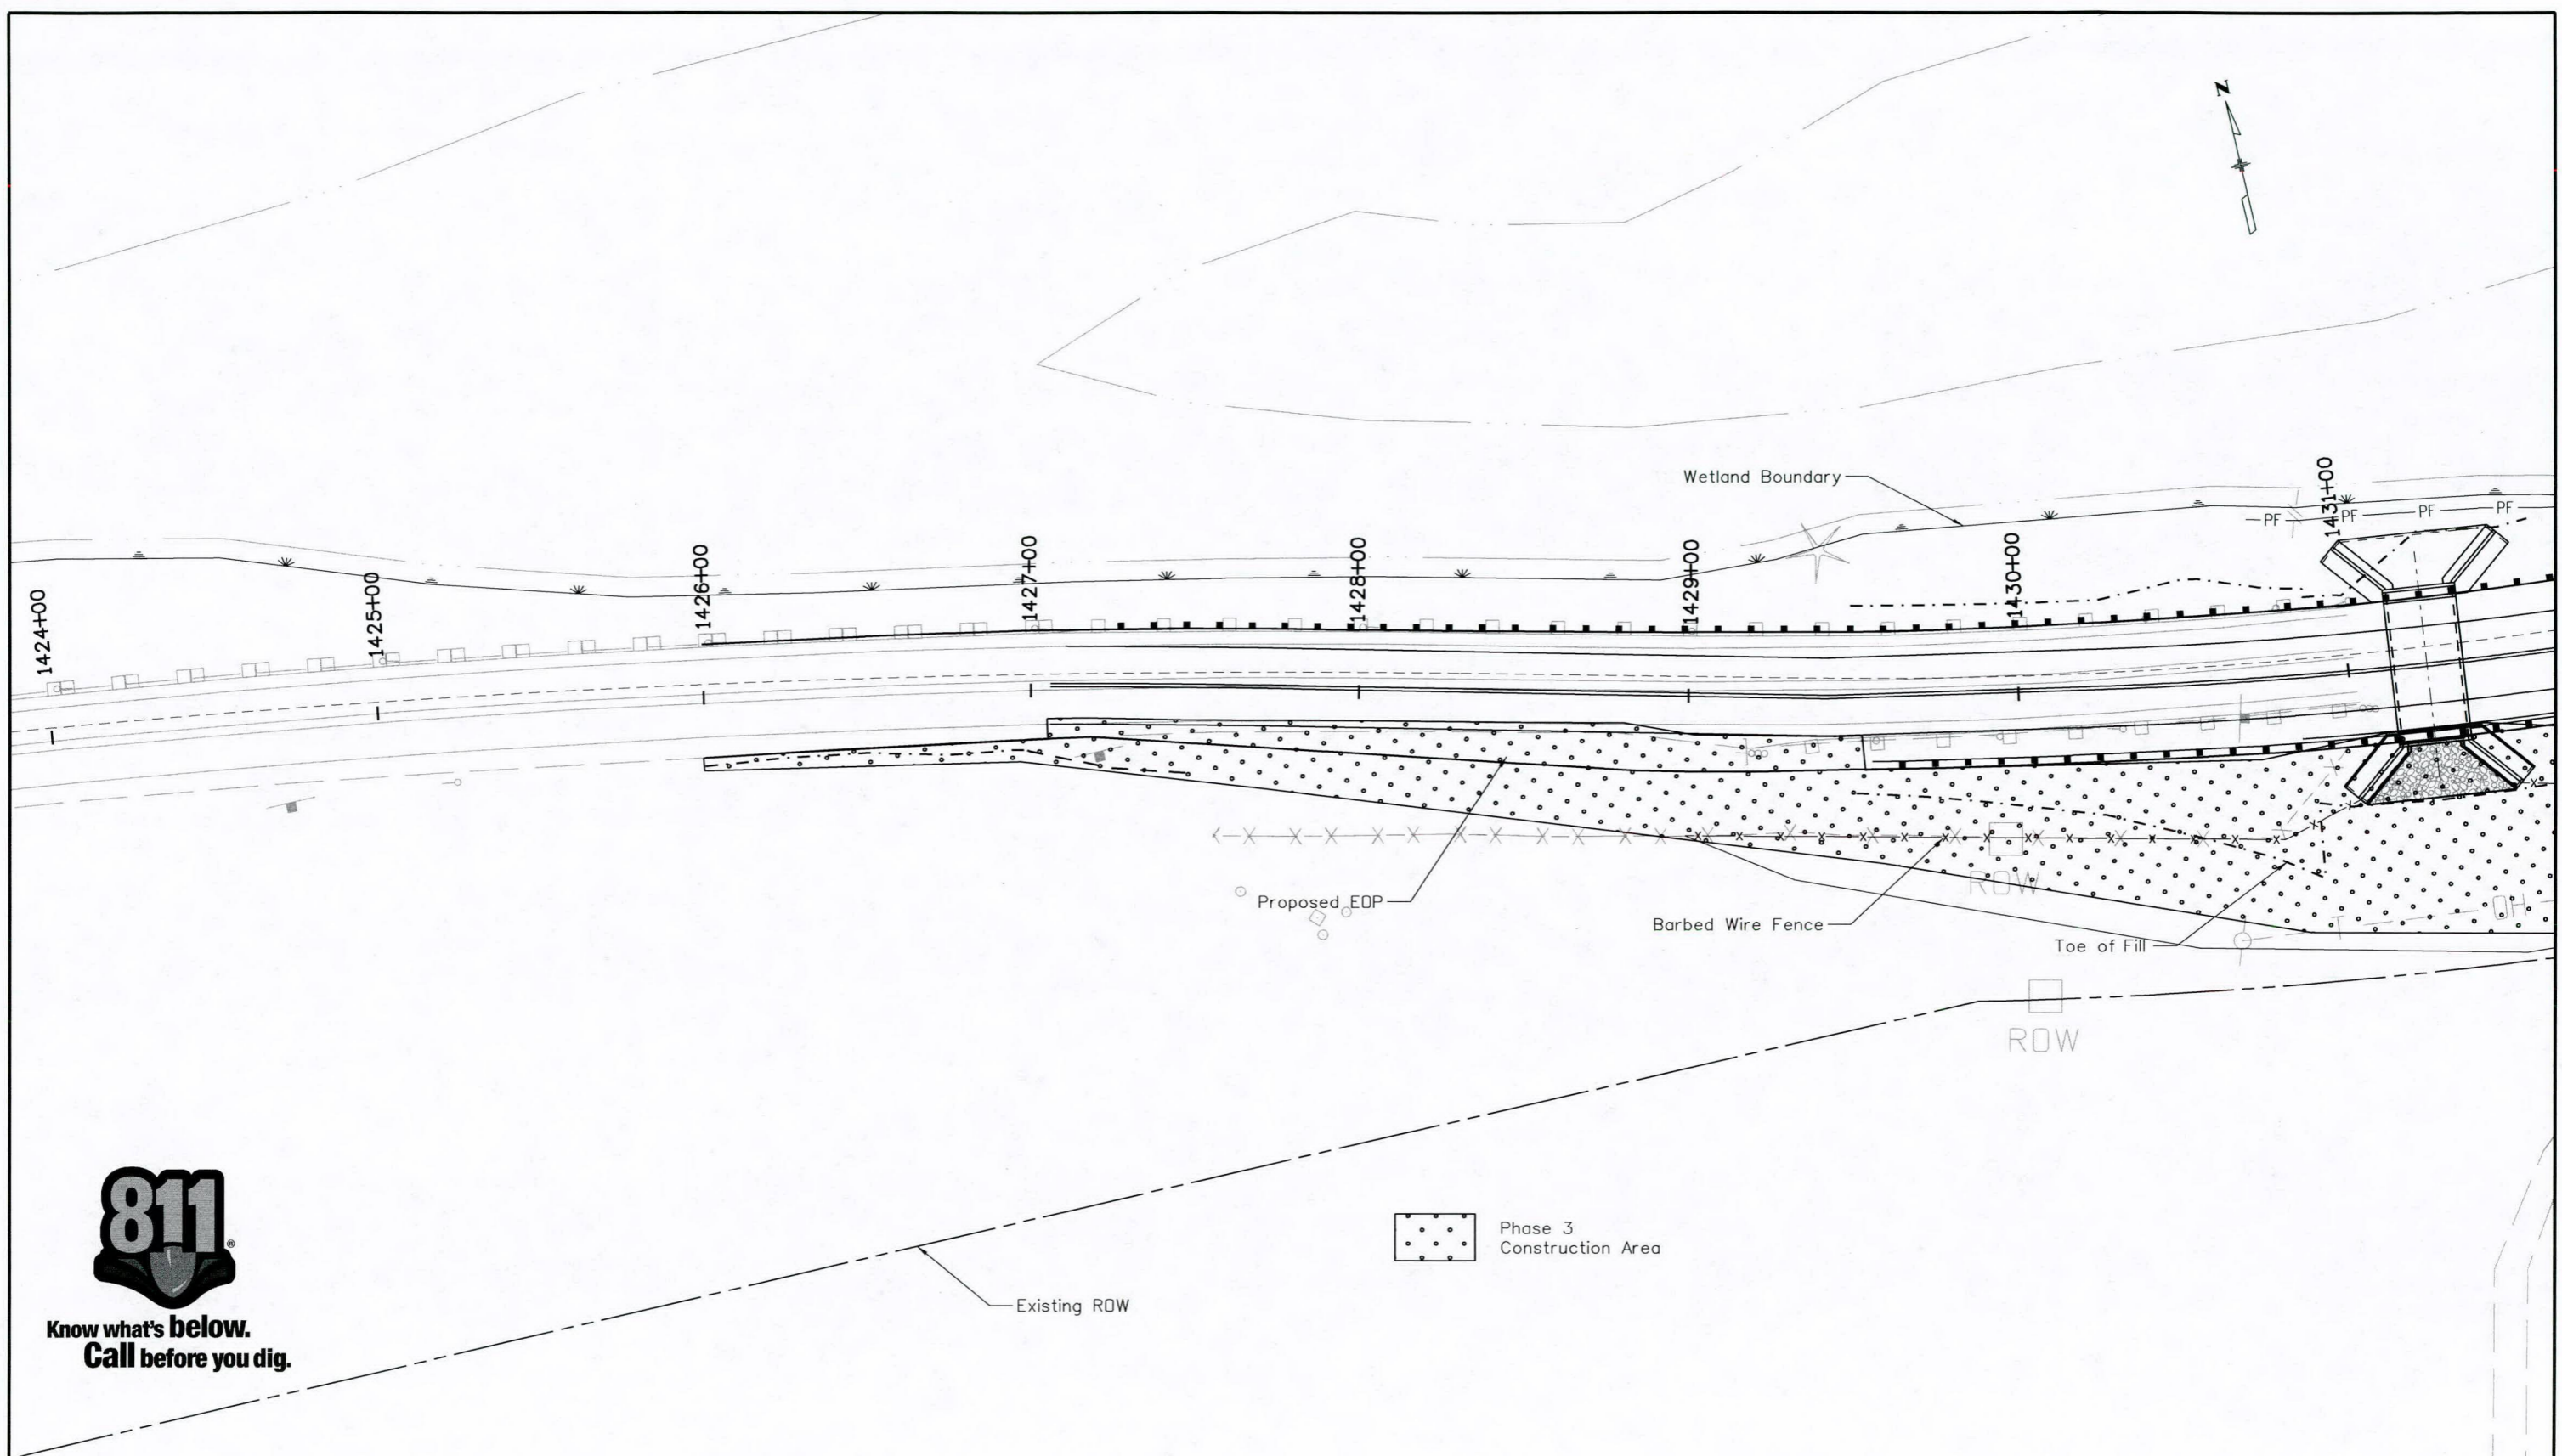 N
Wetland Boundary
1431+00
PF
PF
PF
PF
1424+00
1425+00
1426+00
1427+00
1428+00
1429+00
1430+00
Proposed EOP
Barbed Wire Fence
ROW
OH
T
Toe of Fill
ROW
811®
Know what's below.
Call before you dig.
Phase 3
Construction Area
Existing ROW